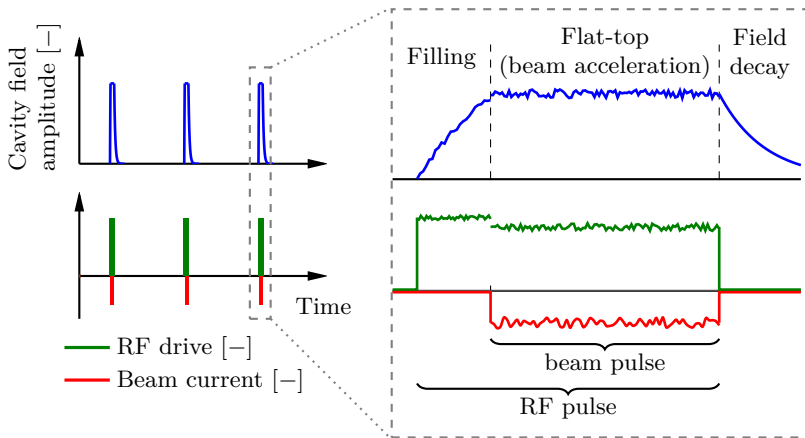 Cavity field
amplitude [−]
Time
RF drive [−]
Beam current [−]
Filling
Flat-top
(beam acceleration)
Field
decay
beam pulse
RF pulse